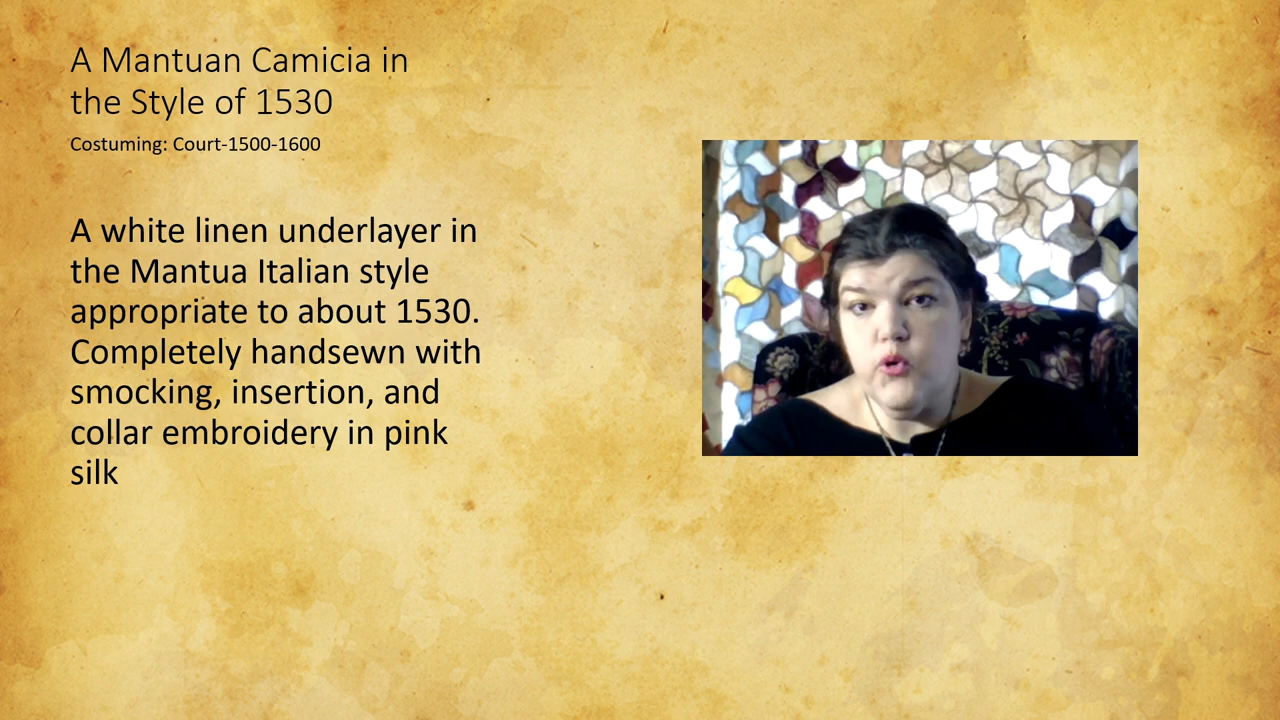 A Mantuan Camicia in
the Style of 1530
Costuming: Court-1500-1600
A white linen underlayer in
the Mantua Italian style
appropriate to about 1530.
Completely handsewn with
smocking, insertion, and
collar embroidery in pink
silk